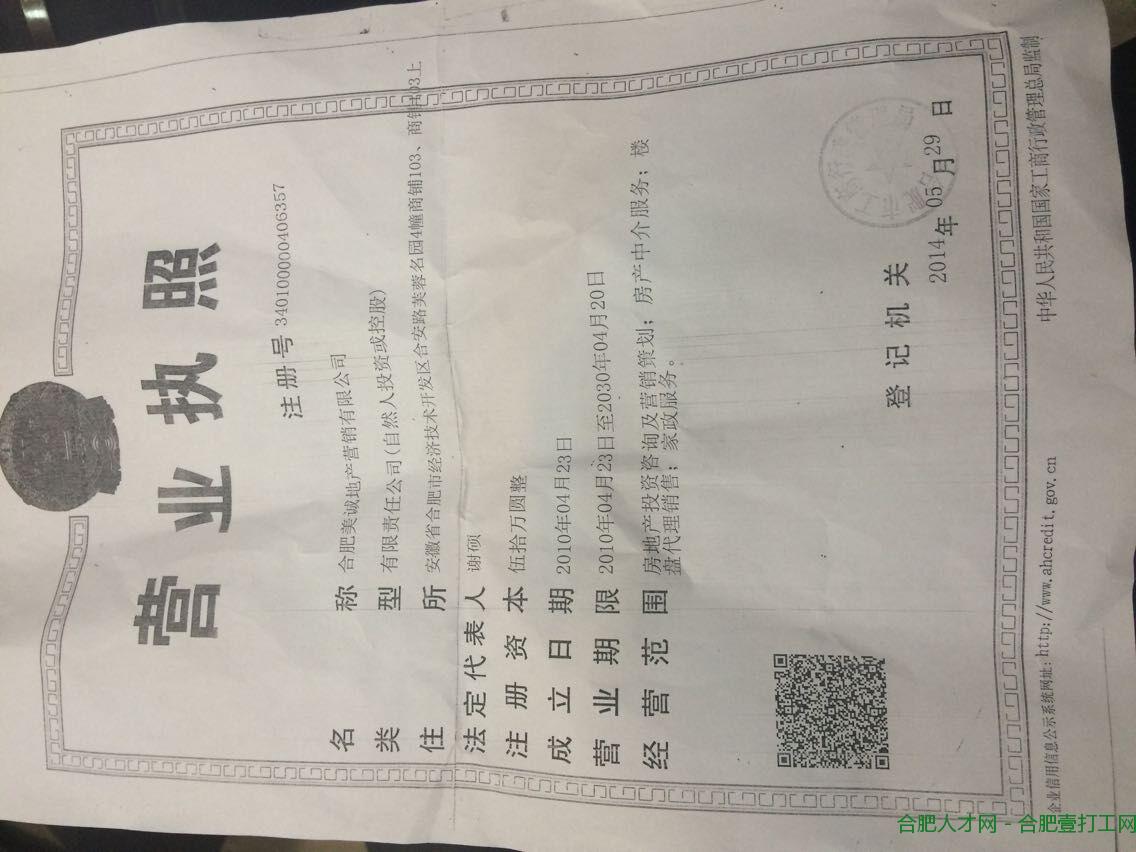 营业执照
注册号 340100000406357
名称 合肥美诚地产营销有限公司
类型 有限责任公司(自然人投资或控股)
住所 安徽省合肥市经济技术开发区合安路芙蓉名园4幢商铺103、商铺103上
法定代表人 谢硕
注册资本 伍拾万圆整
成立日期 2010年04月23日
营业期限 2010年04月23日至2030年04月20日
经营范围 房地产投资咨询及营销策划；房产中介服务；楼
盘代理销售；家政服务。
登记机关
2014年05月29日
企业信用信息公示系统网址: http://www.ahcredit.gov.cn
中华人民共和国国家工商行政管理总局监制
合肥人才网 - 合肥壹打工网